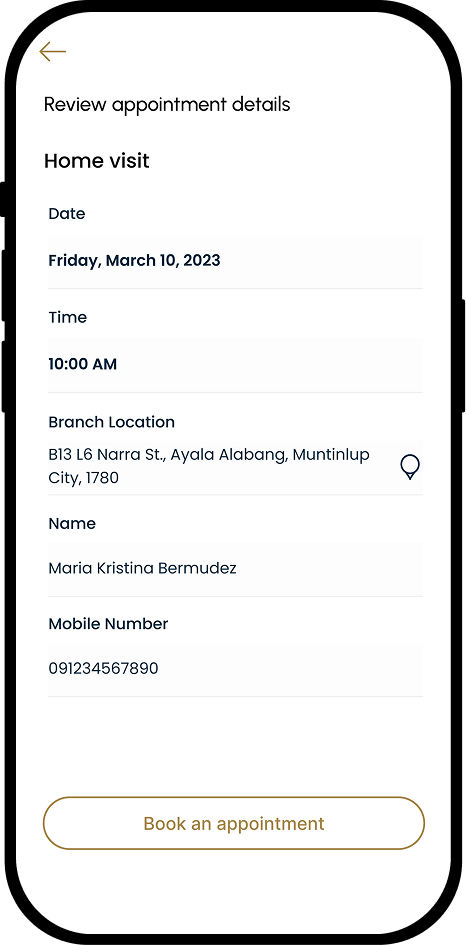 Review appointment details
Home visit
Date
Friday, March 10, 2023
Time
10:00 AM
Branch Location
B13 L6 Narra St., Ayala Alabang, Muntinlup
City, 1780
Name
Maria Kristina Bermudez
Mobile Number
091234567890
Book an appointment